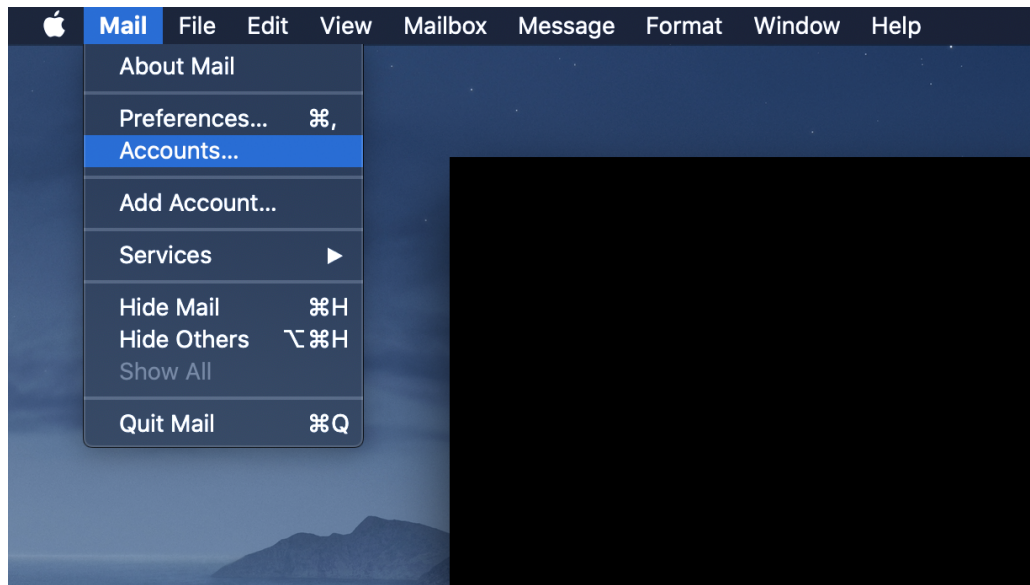 Mail File Edit View Mailbox Message Format Window Help
About Mail
Preferences... ⌘,
Accounts...
Add Account...
Services ▶
Hide Mail ⌘H
Hide Others ⌥⌘H
Show All
Quit Mail ⌘Q